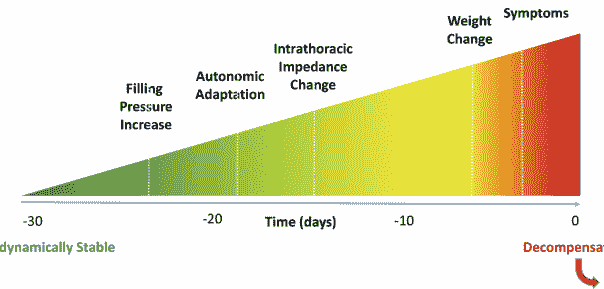 Symptoms
Weight
Change
Intrathoracic
Impedance
Change
Autonomic
Adaptation
Filling
Pressure
Increase
-30
-20
Time (days)
-10
0
dynamically Stable
Decompensat